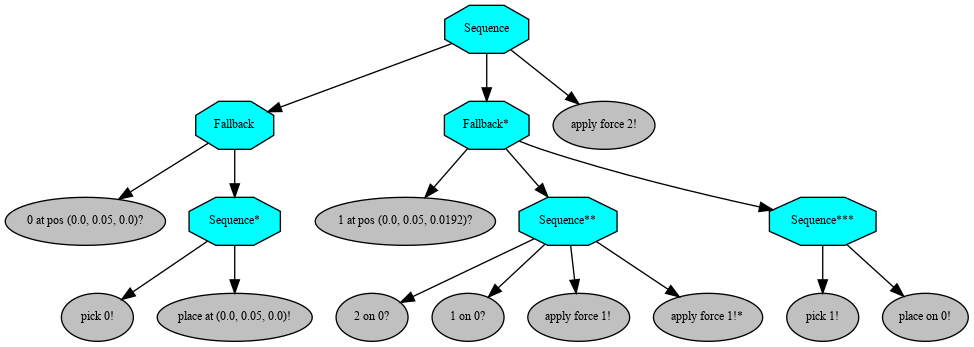 Sequence
Fallback
Fallback*
apply force 2!
0 at pos (0.0, 0.05, 0.0)?
Sequence*
1 at pos (0.0, 0.05, 0.0192)?
Sequence**
Sequence***
pick 0!
place at (0.0, 0.05, 0.0)!
2 on 0?
1 on 0?
apply force 1!
apply force 1!*
pick 1!
place on 0!